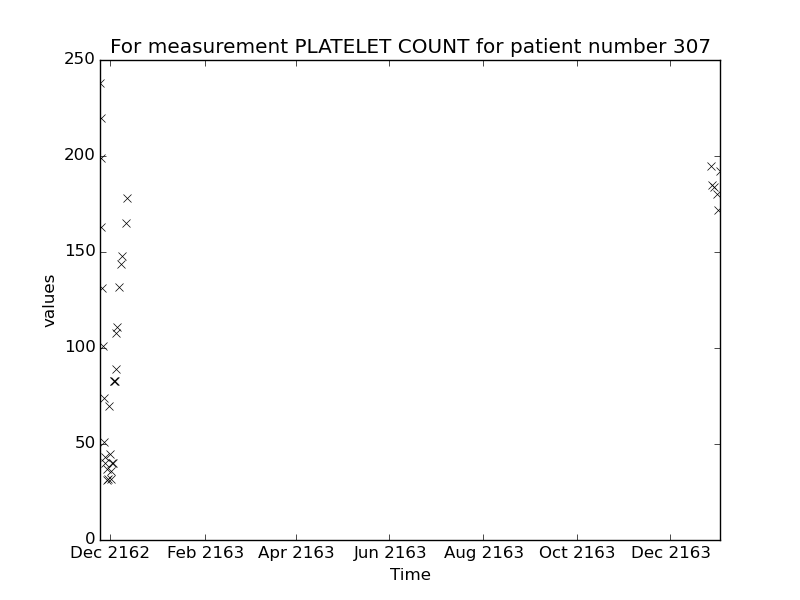 For measurement PLATELET COUNT for patient number 307
250
200
150
100
50
0
values
Dec 2162 Feb 2163 Apr 2163 Jun 2163 Aug 2163 Oct 2163 Dec 2163
Time